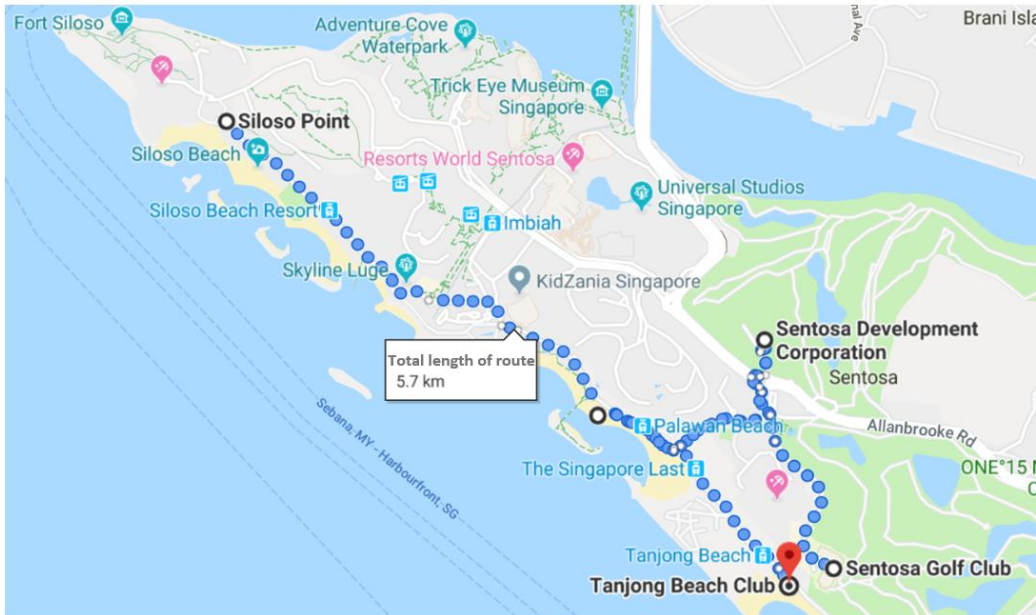 Fort Siloso
Adventure Cove
Waterpark
nal Ave
Brani Isla
Trick Eye Museum
Singapore
Siloso Point
Siloso Beach
Resorts World Sentosa
Universal Studios
Singapore
Siloso Beach Resort
Imbiah
Skyline Luge
KidZania Singapore
Total length of route
5.7 km
Sentosa Development
Corporation
Sentosa
Sebana, MY - Harbourfront, SG
Palawan Beach
Allanbrooke Rd
The Singapore Last
ONE°15 M
C
Tanjong Beach
Sentosa Golf Club
Tanjong Beach Club